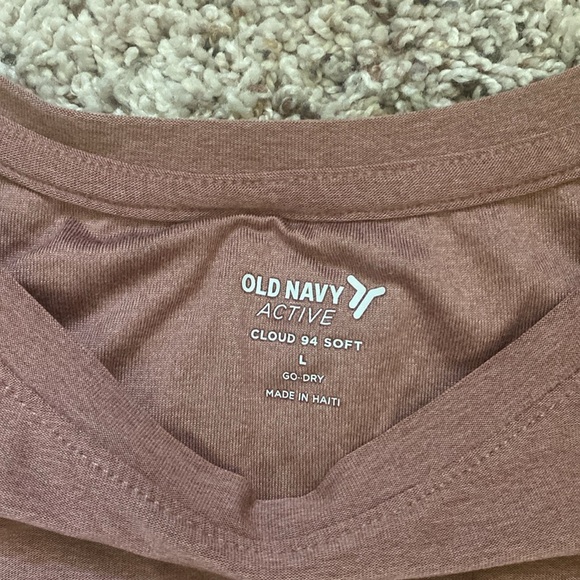 OLD NAVY
ACTIVE
CLOUD 94 SOFT
L
GO-DRY
MADE IN HAITI